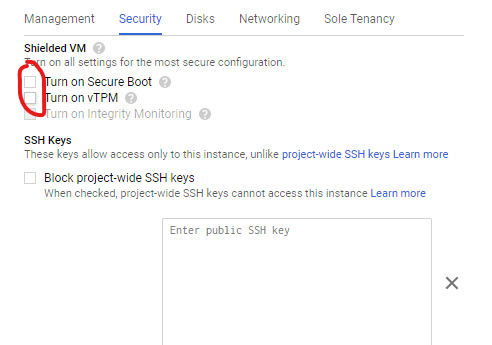 Management Security Disks Networking Sole Tenancy
Shielded VM ?
Turn on all settings for the most secure configuration.
Turn on Secure Boot ?
Turn on vTPM ?
Turn on Integrity Monitoring ?
SSH Keys
These keys allow access only to this instance, unlike project-wide SSH keys Learn more
Block project-wide SSH keys
When checked, project-wide SSH keys cannot access this instance Learn more
Enter public SSH key